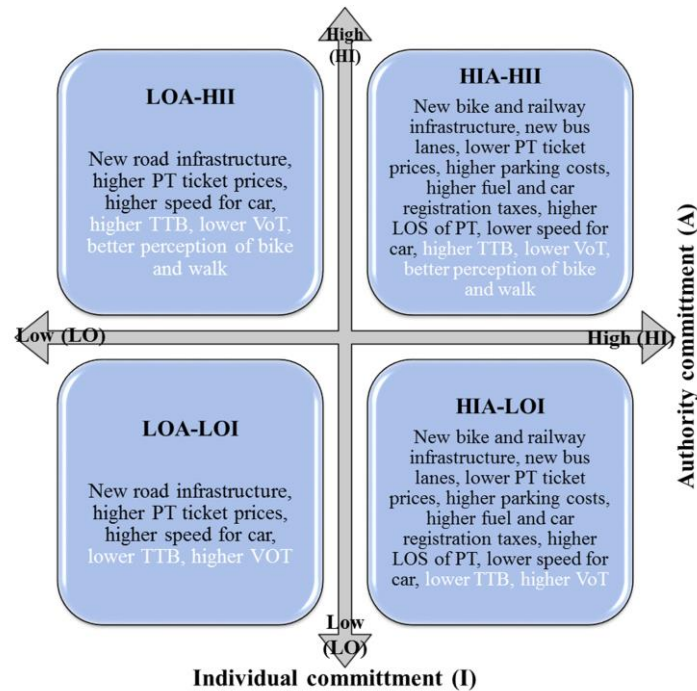 High
(HI)
LOA-HII
New road infrastructure,
higher PT ticket prices,
higher speed for car,
higher TTB, lower VoT,
better perception of bike
and walk
HIA-HII
New bike and railway
infrastructure, new bus
lanes, lower PT ticket
prices, higher parking costs,
higher fuel and car
registration taxes, higher
LOS of PT, lower speed for
car, higher TTB, lower VoT,
better perception of bike
and walk
Low (LO)
High (HI)
Authority committment (A)
LOA-LOI
New road infrastructure,
higher PT ticket prices,
higher speed for car,
lower TTB, higher VOT
HIA-LOI
New bike and railway
infrastructure, new bus
lanes, lower PT ticket
prices, higher parking costs,
higher fuel and car
registration taxes, higher
LOS of PT, lower speed for
car, lower TTB, higher VoT
Low
(LO)
Individual committment (I)